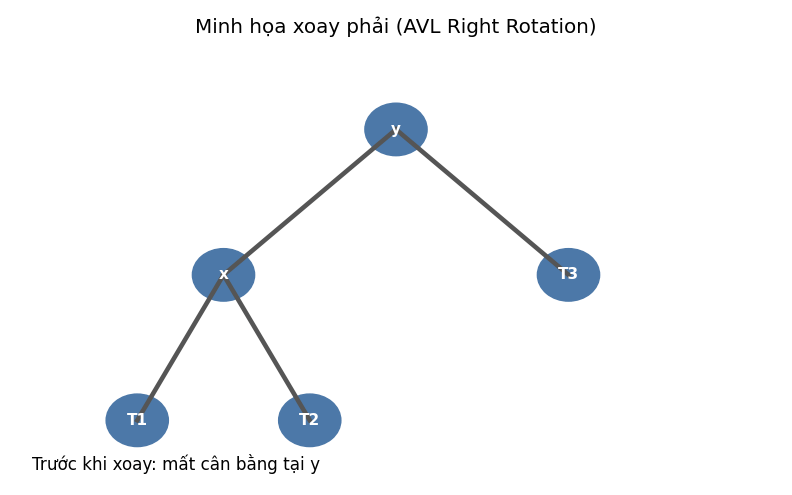 Minh họa xoay phải (AVL Right Rotation)
y
x
T3
T1
T2
Trước khi xoay: mất cân bằng tại y